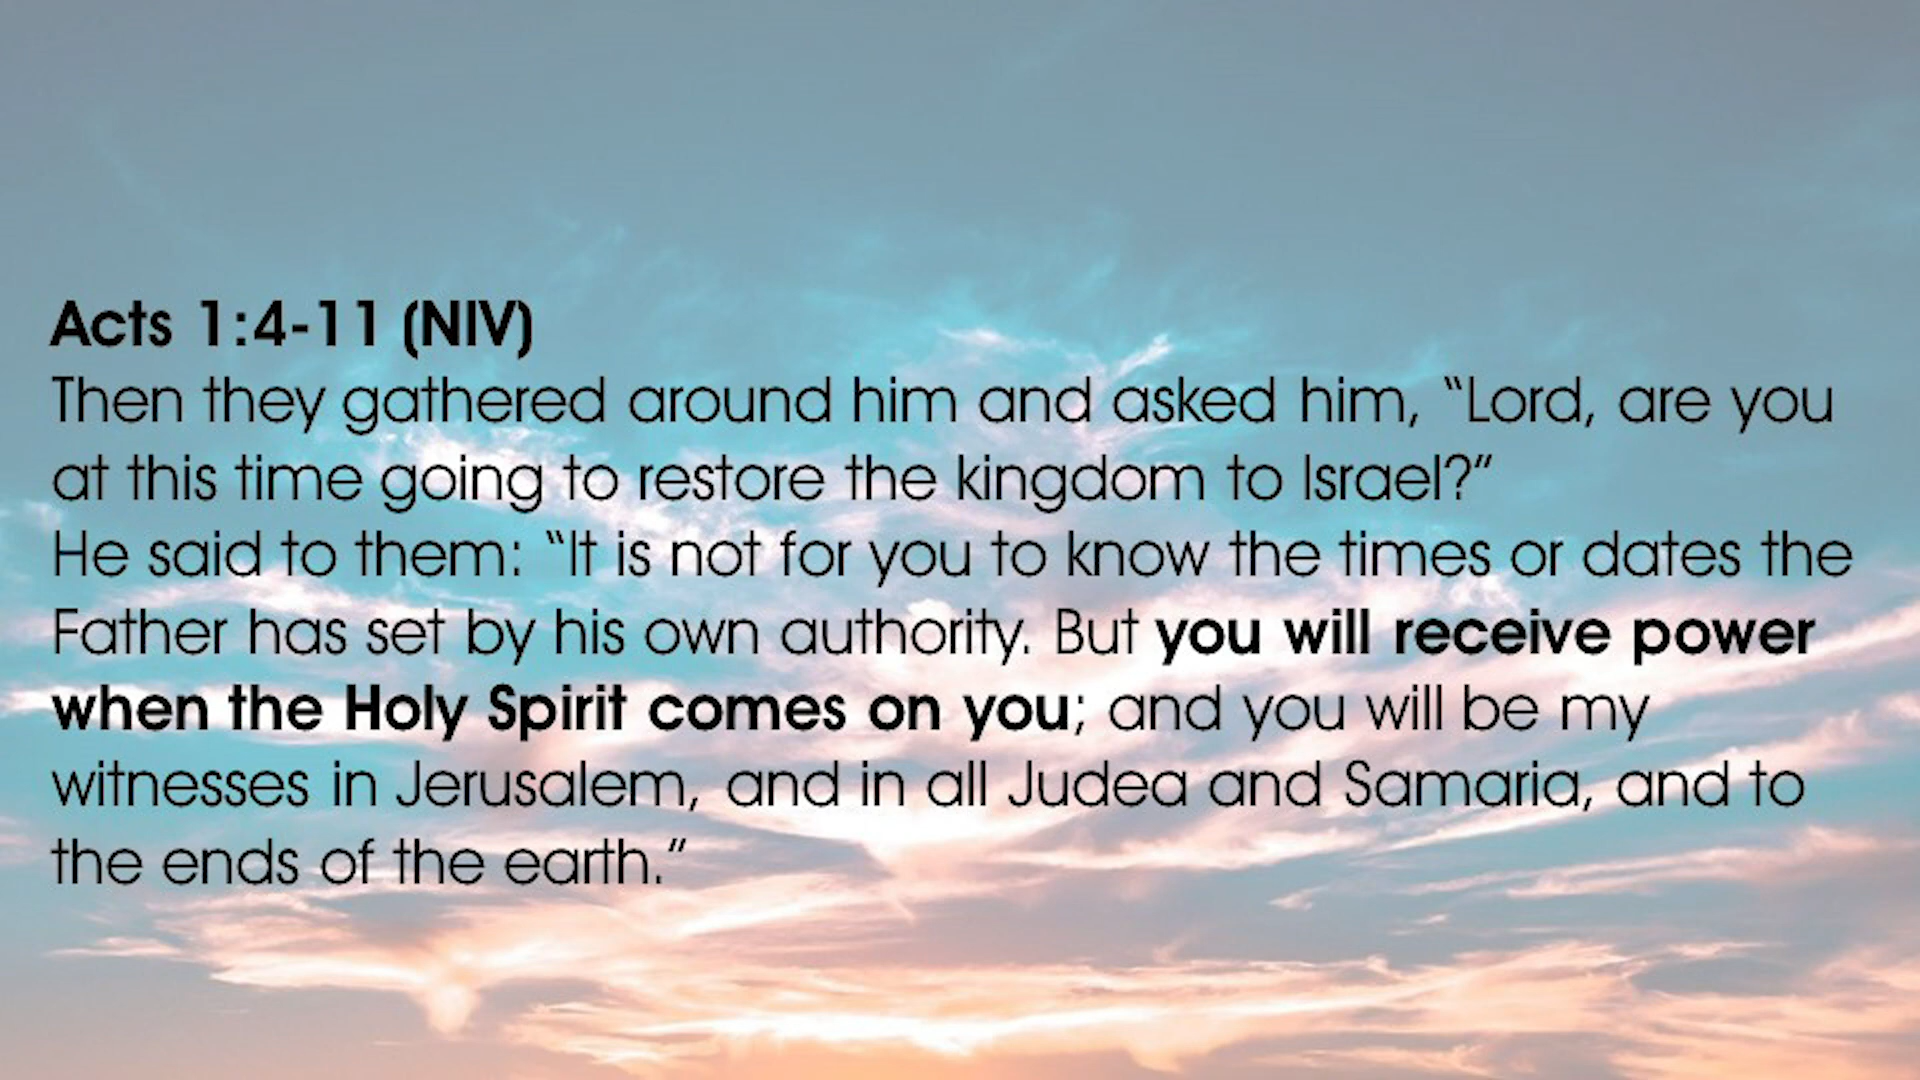 Acts 1:4-11 (NIV)
Then they gathered around him and asked him, “Lord, are you
at this time going to restore the kingdom to Israel?”
He said to them: “It is not for you to know the times or dates the
Father has set by his own authority. But you will receive power
when the Holy Spirit comes on you; and you will be my
witnesses in Jerusalem, and in all Judea and Samaria, and to
the ends of the earth.”